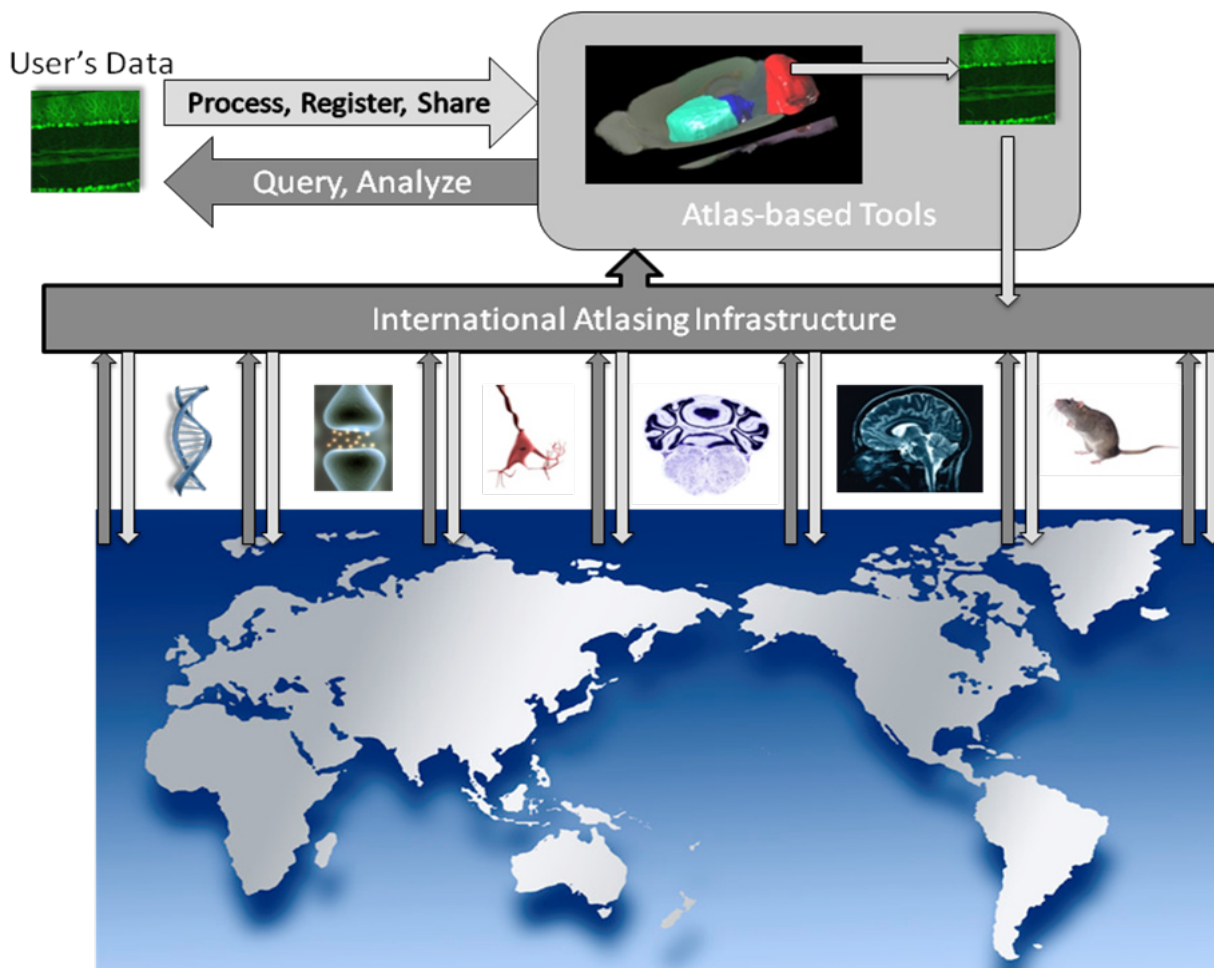 User's Data
Process, Register, Share
Query, Analyze
Atlas-based Tools
International Atlasing Infrastructure